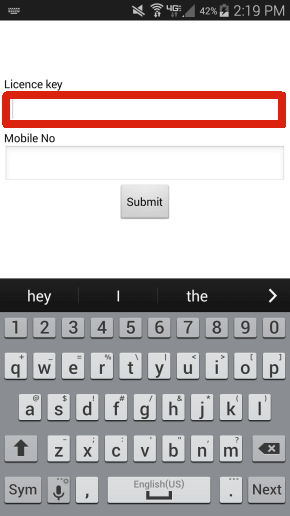 4G 42% 2:19 PM
Licence key
Mobile No
Submit
hey I the
1 2 3 4 5 6 7 8 9 0
q w e r t y u i o p
+ _ = \ | < > [ ]
a s d f g h j k l
@ $ ! # / & * ( )
z x c v b n m
- ' : " , ?
Sym , English(US) . Next